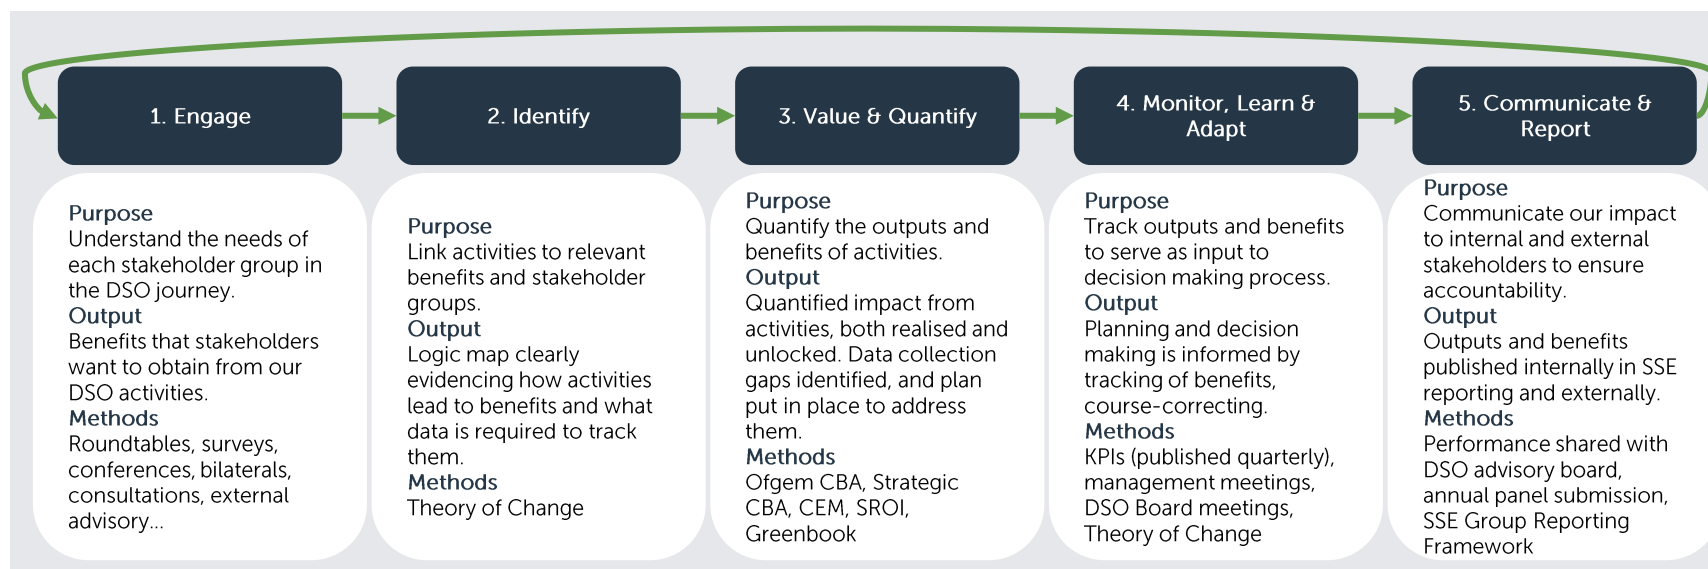 1. Engage
Purpose
Understand the needs of
each stakeholder group in
the DSO journey.
Output
Benefits that stakeholders
want to obtain from our
DSO activities.
Methods
Roundtables, surveys,
conferences, bilaterals,
consultations, external
advisory...
2. Identify
Purpose
Link activities to relevant
benefits and stakeholder
groups.
Output
Logic map clearly
evidencing how activities
lead to benefits and what
data is required to track
them.
Methods
Theory of Change
3. Value & Quantify
Purpose
Quantify the outputs and
benefits of activities.
Output
Quantified impact from
activities, both realised and
unlocked. Data collection
gaps identified, and plan
put in place to address
them.
Methods
Ofgem CBA, Strategic
CBA, CEM, SROI,
Greenbook
4. Monitor, Learn &
Adapt
Purpose
Track outputs and benefits
to serve as input to
decision making process.
Output
Planning and decision
making is informed by
tracking of benefits,
course-correcting.
Methods
KPIs (published quarterly),
management meetings,
DSO Board meetings,
Theory of Change
5. Communicate &
Report
Purpose
Communicate our impact
to internal and external
stakeholders to ensure
accountability.
Output
Outputs and benefits
published internally in SSE
reporting and externally.
Methods
Performance shared with
DSO advisory board,
annual panel submission,
SSE Group Reporting
Framework